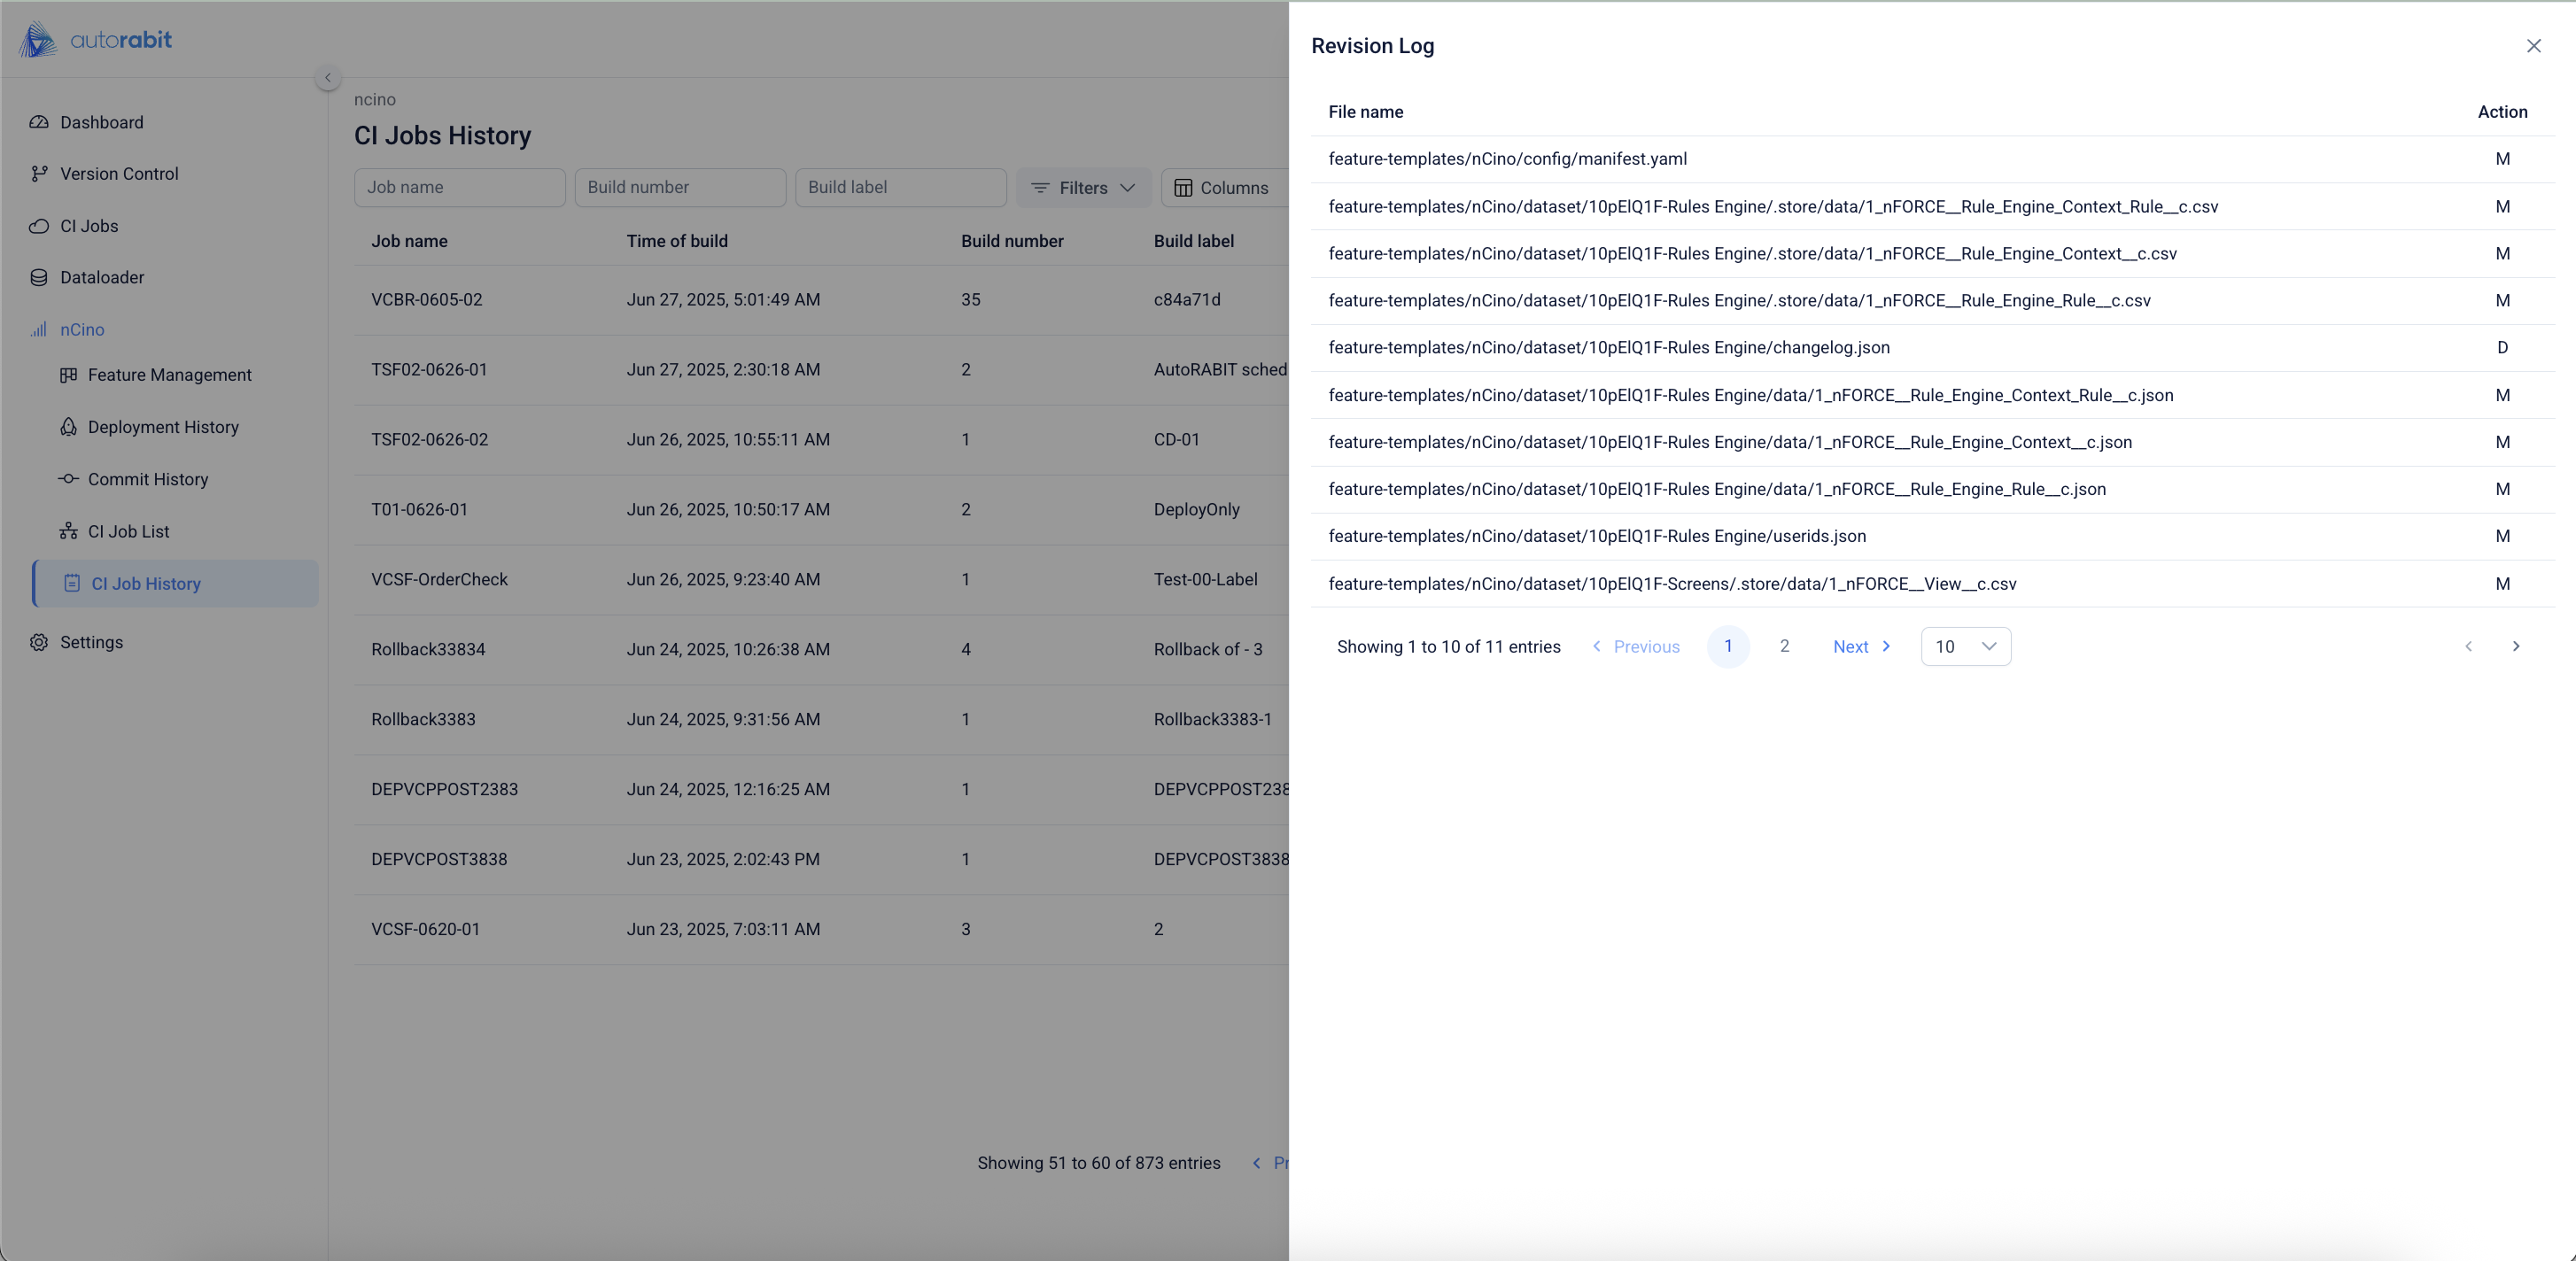 autorabit
Dashboard
Version Control
CI Jobs
Dataloader
nCino
Feature Management
Deployment History
Commit History
CI Job List
CI Job History
Settings
ncino
CI Jobs History
Job name Build number Build label Filters Columns
Job name Time of build Build number Build label
VCBR-0605-02 Jun 27, 2025, 5:01:49 AM 35 c84a71d
TSF02-0626-01 Jun 27, 2025, 2:30:18 AM 2 AutoRABIT sched
TSF02-0626-02 Jun 26, 2025, 10:55:11 AM 1 CD-01
T01-0626-01 Jun 26, 2025, 10:50:17 AM 2 DeployOnly
VCSF-OrderCheck Jun 26, 2025, 9:23:40 AM 1 Test-00-Label
Rollback33834 Jun 24, 2025, 10:26:38 AM 4 Rollback of - 3
Rollback3383 Jun 24, 2025, 9:31:56 AM 1 Rollback3383-1
DEPVCPPOST2383 Jun 24, 2025, 12:16:25 AM 1 DEPVCPPOST238
DEPVCPOST3838 Jun 23, 2025, 2:02:43 PM 1 DEPVCPOST3838
VCSF-0620-01 Jun 23, 2025, 7:03:11 AM 3 2
Showing 51 to 60 of 873 entries Pr
Revision Log
File name Action
feature-templates/nCino/config/manifest.yaml M
feature-templates/nCino/dataset/10pElQ1F-Rules Engine/.store/data/1_nFORCE__Rule_Engine_Context_Rule__c.csv M
feature-templates/nCino/dataset/10pElQ1F-Rules Engine/.store/data/1_nFORCE__Rule_Engine_Context__c.csv M
feature-templates/nCino/dataset/10pElQ1F-Rules Engine/.store/data/1_nFORCE__Rule_Engine_Rule__c.csv M
feature-templates/nCino/dataset/10pElQ1F-Rules Engine/changelog.json D
feature-templates/nCino/dataset/10pElQ1F-Rules Engine/data/1_nFORCE__Rule_Engine_Context_Rule__c.json M
feature-templates/nCino/dataset/10pElQ1F-Rules Engine/data/1_nFORCE__Rule_Engine_Context__c.json M
feature-templates/nCino/dataset/10pElQ1F-Rules Engine/data/1_nFORCE__Rule_Engine_Rule__c.json M
feature-templates/nCino/dataset/10pElQ1F-Rules Engine/userids.json M
feature-templates/nCino/dataset/10pElQ1F-Screens/.store/data/1_nFORCE__View__c.csv M
Showing 1 to 10 of 11 entries Previous 1 2 Next 10